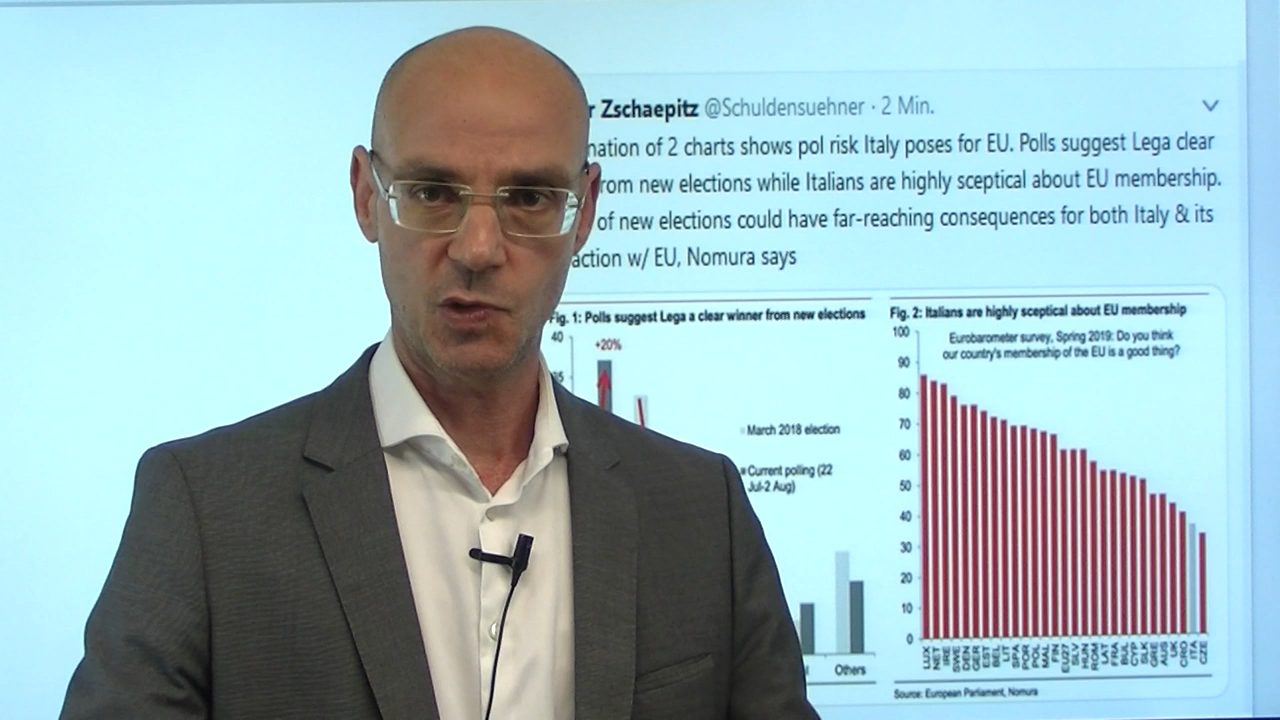 Zschaepitz @Schuldensuehner · 2 Min.
of 2 charts shows pol risk Italy poses for EU. Polls suggest Lega clear
from new elections while Italians are highly sceptical about EU membership.
of new elections could have far-reaching consequences for both Italy & its
w/ EU, Nomura says
Fig. 1: Polls suggest Lega a clear winner from new elections
40
+20%
March 2018 election
Current polling (22
Jul-2 Aug)
Others
Fig. 2: Italians are highly sceptical about EU membership
Eurobarometer survey, Spring 2019: Do you think
our country's membership of the EU is a good thing?
100
90
80
70
60
50
40
30
20
10
0
LUX NET IRE SWE DEN GER EST BEL LIT SPA POR POL MAL FIN EU27 SLV HUN ROM LAT FRA BUL CYP SLK GRE AUS UK CRO ITA CZE
Source: European Parliament, Nomura